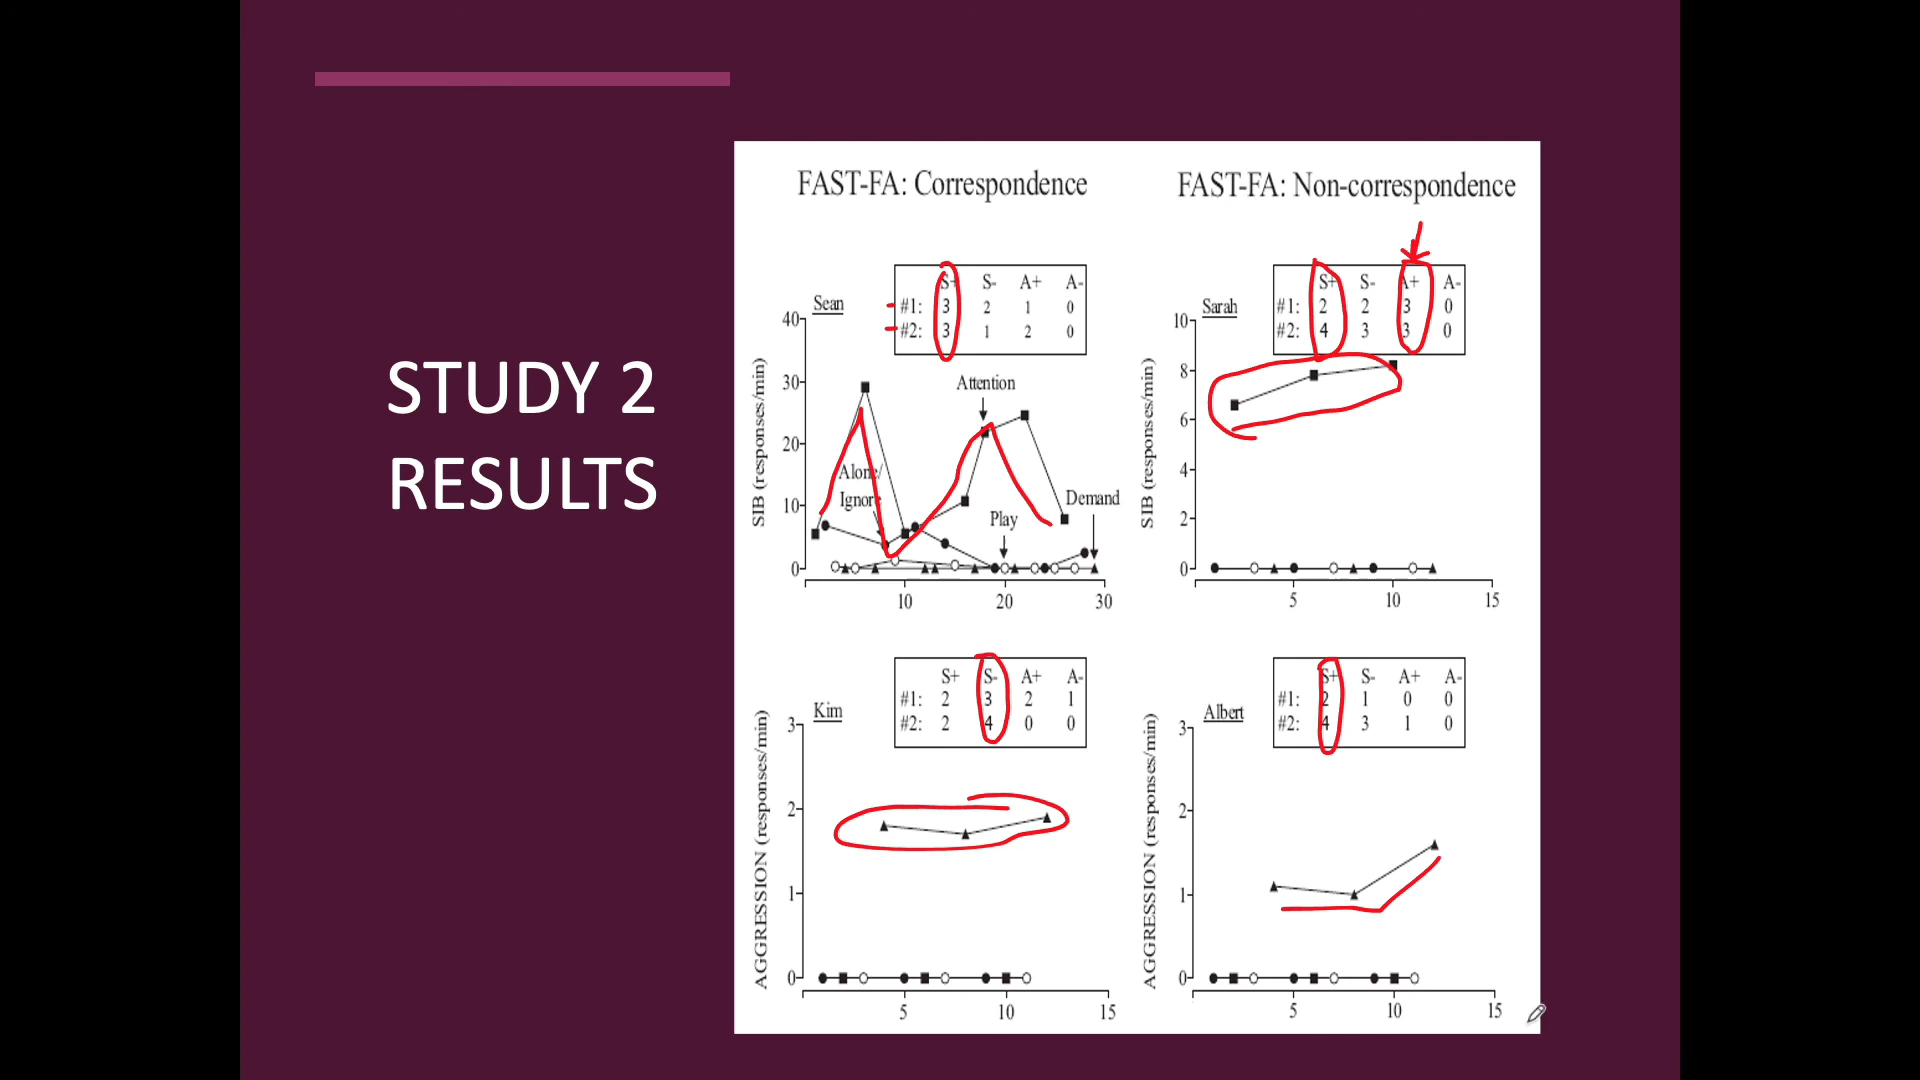 STUDY 2
RESULTS
FAST-FA: Correspondence
FAST-FA: Non-correspondence
Sean
S+ S- A+ A-
#1: 3 2 1 0
#2: 3 1 2 0
40
30
20
10
0
SIB (responses/min)
Attention
Alone/
Ignore
Play
Demand
10 20 30
Sarah
S+ S- A+ A-
#1: 2 2 3 0
#2: 4 3 3 0
10
8
6
4
2
0
SIB (responses/min)
5 10 15
Kim
S+ S- A+ A-
#1: 2 3 2 1
#2: 2 4 0 0
3
2
1
0
AGGRESSION (responses/min)
5 10 15
Albert
S+ S- A+ A-
#1: 2 1 0 0
#2: 4 3 1 0
3
2
1
0
AGGRESSION (responses/min)
5 10 15